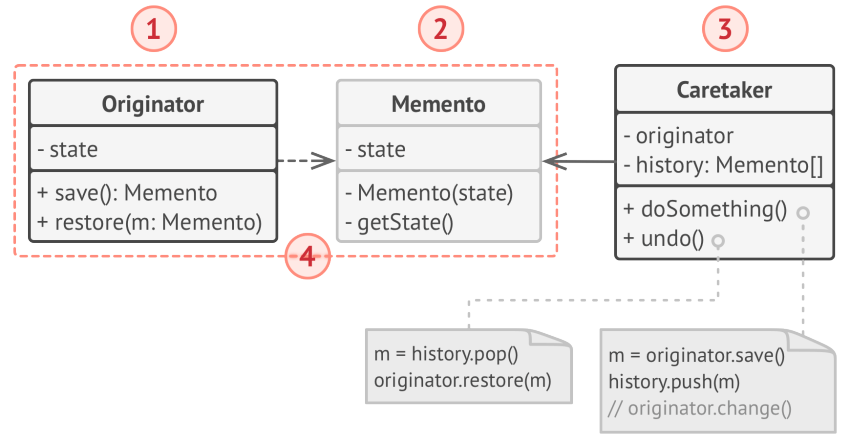 1
2
3
Originator
- state
+ save(): Memento
+ restore(m: Memento)
Memento
- state
- Memento(state)
- getState()
Caretaker
- originator
- history: Memento[]
+ doSomething()
+ undo()
4
m = history.pop()
originator.restore(m)
m = originator.save()
history.push(m)
// originator.change()